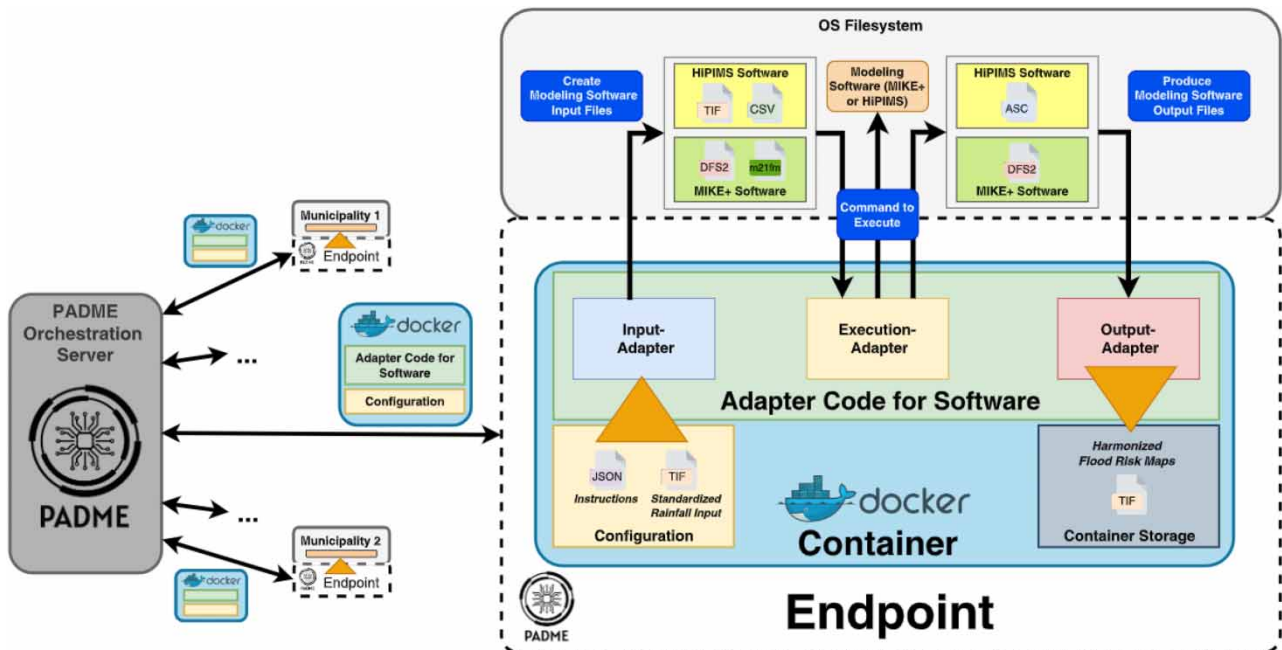 OS Filesystem
Create
Modeling Software
Input Files
HiPIMS Software
TIF
CSV
DFS2
m21fm
MIKE+ Software
Modeling
Software (MIKE+
or HiPIMS)
HiPIMS Software
ASC
DFS2
MIKE+ Software
Produce
Modeling Software
Output Files
Command to
Execute
docker
Municipality 1
Endpoint
PADME
Orchestration
Server
PADME
...
docker
Adapter Code for
Software
Configuration
...
Municipality 2
Endpoint
docker
Input-
Adapter
Execution-
Adapter
Output-
Adapter
Adapter Code for Software
JSON
Instructions
TIF
Standardized
Rainfall Input
Configuration
docker
Container
Harmonized
Flood Risk Maps
TIF
Container Storage
PADME
Endpoint